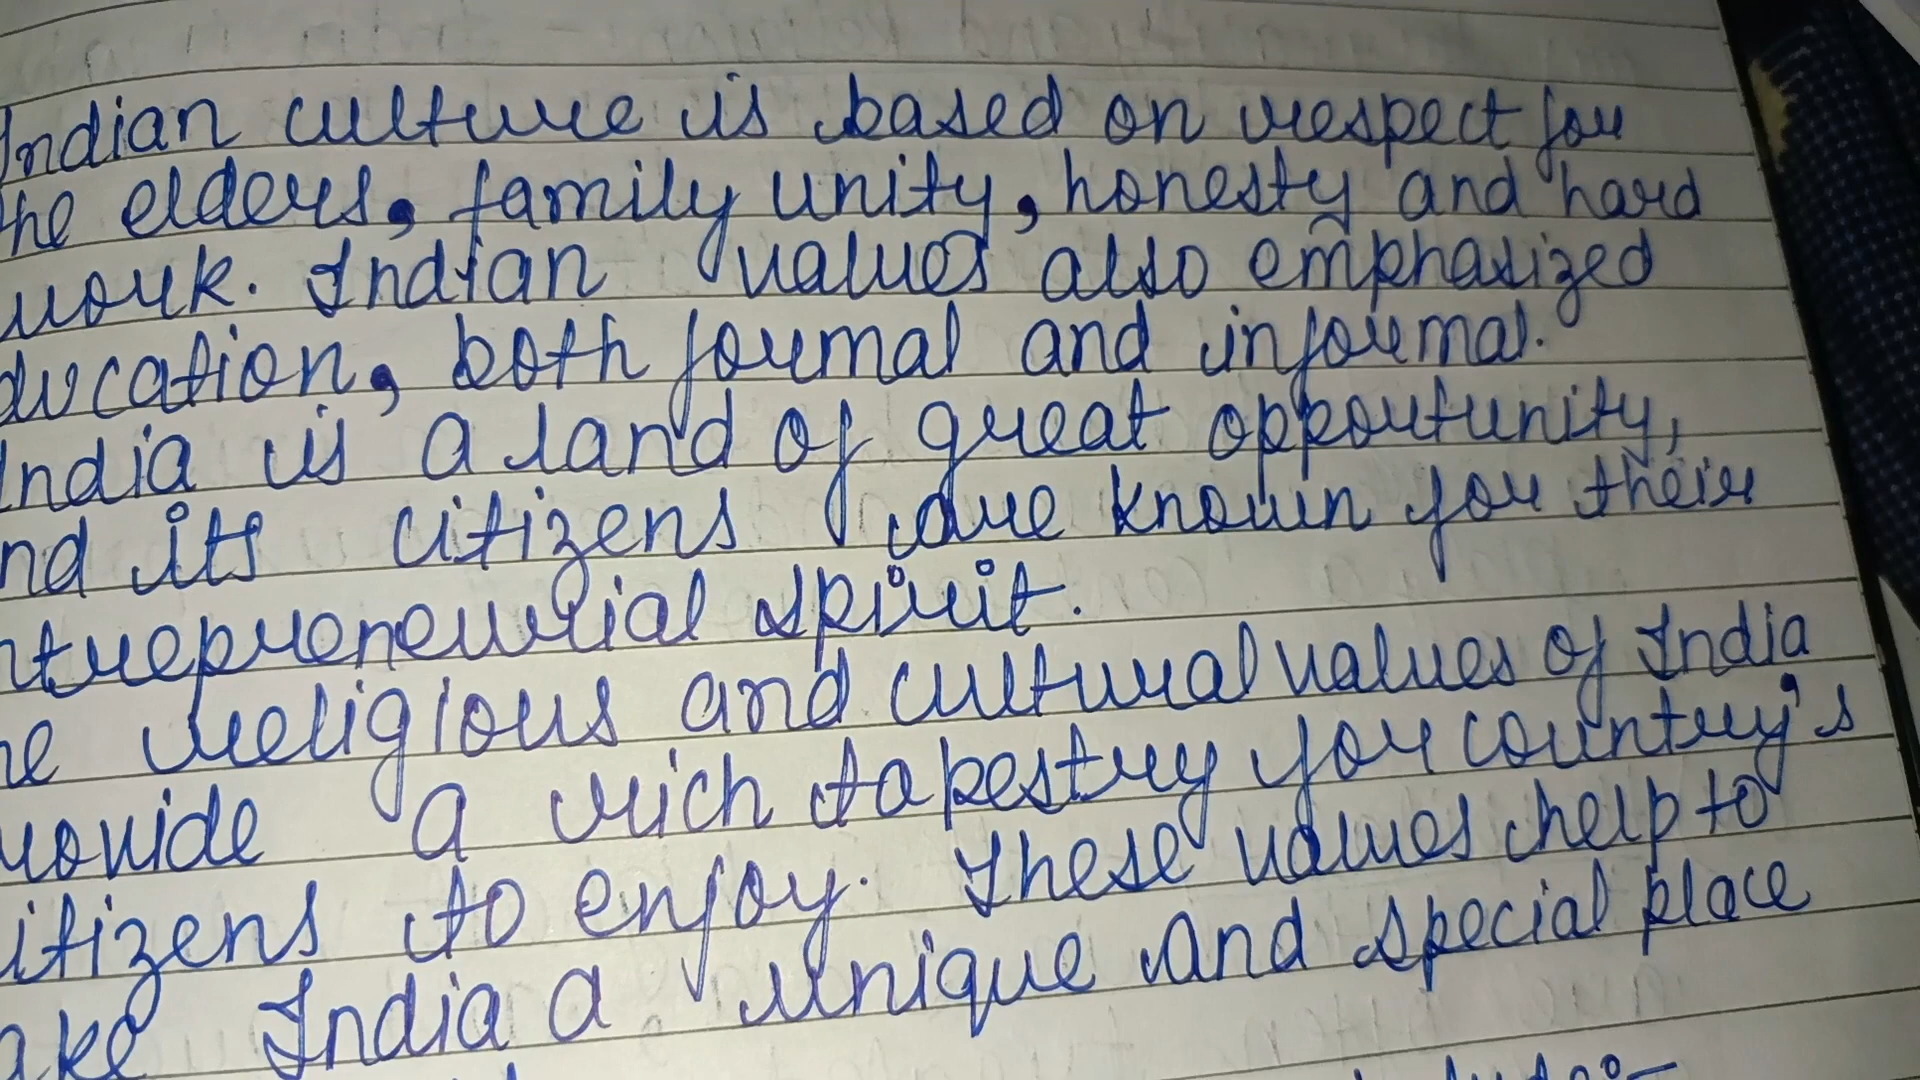 Indian culture is based on respect for
the elders, family unity, honesty and hard
work. Indian values also emphasized
ducation, both formal and informal.
India is a land of great opportunity,
nd its citizens are known for their
ntrepreneurial spirit.
he religious and cultural values of India
rovide a rich tapestry for country's
itizens to enjoy. These values help to
ake India a unique and special place